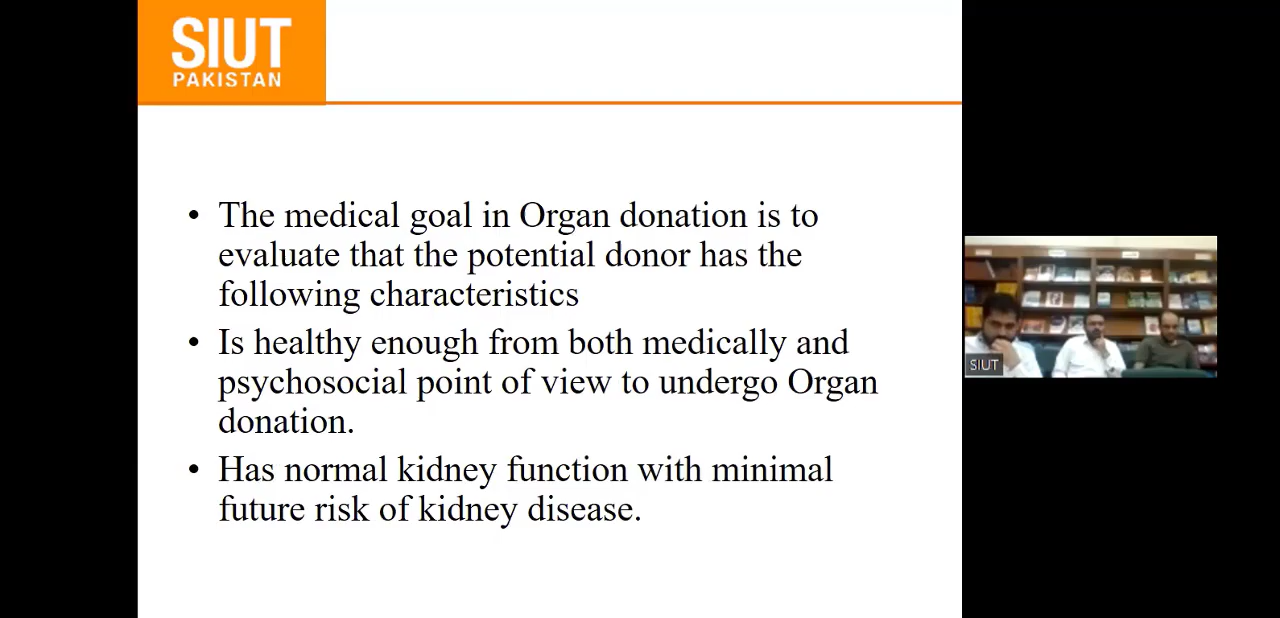 SIUT
PAKISTAN
• The medical goal in Organ donation is to
evaluate that the potential donor has the
following characteristics
• Is healthy enough from both medically and
psychosocial point of view to undergo Organ
donation.
• Has normal kidney function with minimal
future risk of kidney disease.
SIUT